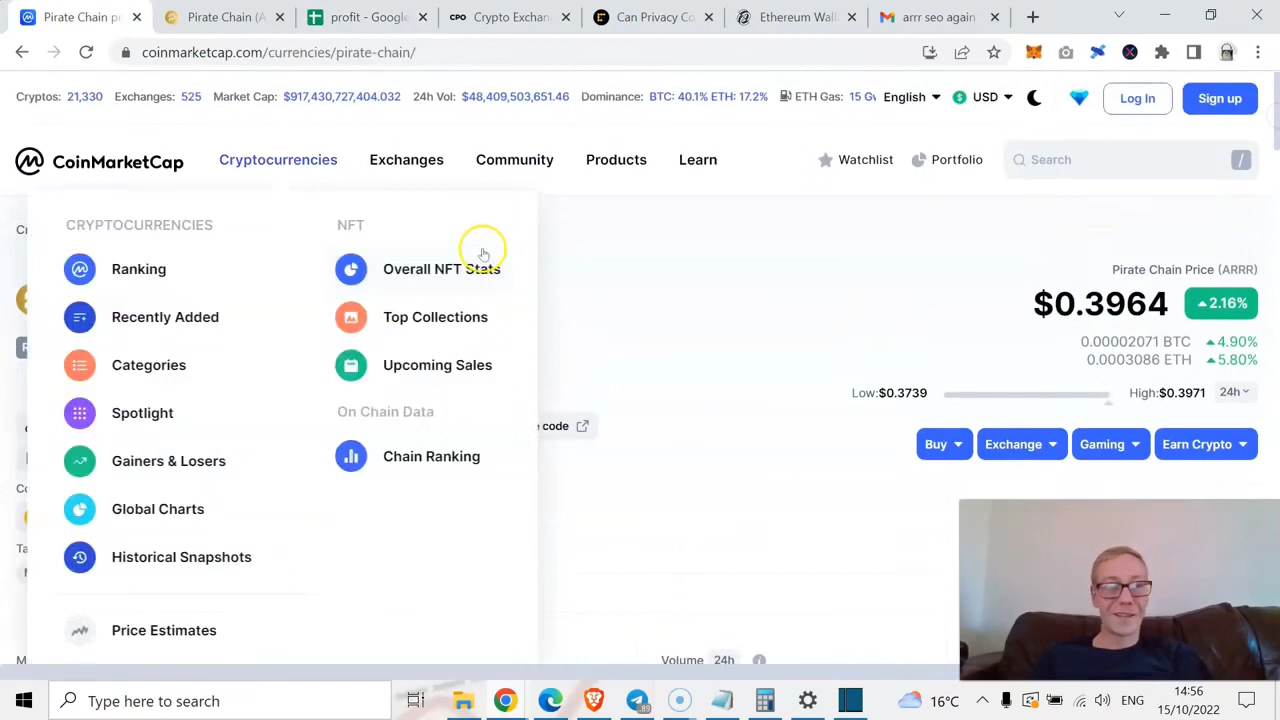 Pirate Chain p
Pirate Chain (A
profit - Google
CPO Crypto Exchan
Can Privacy Co
Ethereum Wall
arrr seo again
coinmarketcap.com/currencies/pirate-chain/
Cryptos: 21,330 Exchanges: 525 Market Cap: $917,430,727,404.032 24h Vol: $48,409,503,651.46 Dominance: BTC: 40.1% ETH: 17.2% ETH Gas: 15 Gw English USD Log In Sign up
CoinMarketCap Cryptocurrencies Exchanges Community Products Learn Watchlist Portfolio Search /
CRYPTOCURRENCIES
Ranking
Recently Added
Categories
Spotlight
Gainers & Losers
Global Charts
Historical Snapshots
Price Estimates
NFT
Overall NFT Stats
Top Collections
Upcoming Sales
On Chain Data
Chain Ranking
code
Pirate Chain Price (ARRR)
$0.3964 2.16%
0.00002071 BTC 4.90%
0.0003086 ETH 5.80%
Low:$0.3739 High:$0.3971 24h
Buy Exchange Gaming Earn Crypto
Volume 24h
Type here to search
89
16°C ENG
14:56
15/10/2022